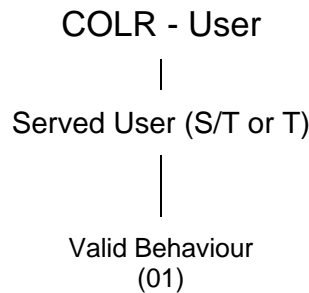 COLR - User
Served User (S/T or T)
Valid Behaviour
(01)